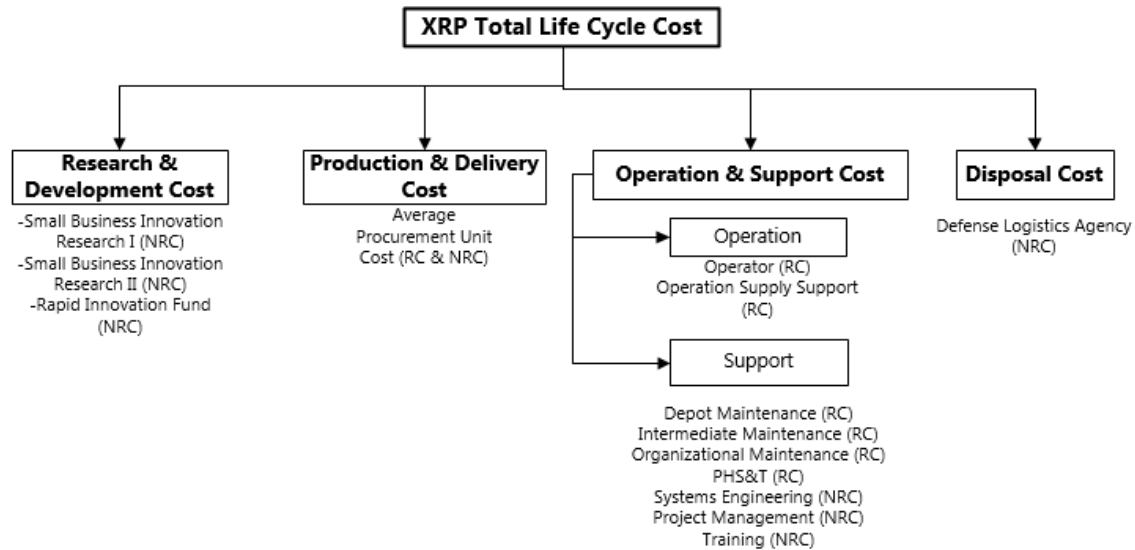 XRP Total Life Cycle Cost
Research &
Development Cost
-Small Business Innovation
Research I (NRC)
-Small Business Innovation
Research II (NRC)
-Rapid Innovation Fund
(NRC)
Production & Delivery
Cost
Average
Procurement Unit
Cost (RC & NRC)
Operation & Support Cost
Operation
Operator (RC)
Operation Supply Support
(RC)
Support
Depot Maintenance (RC)
Intermediate Maintenance (RC)
Organizational Maintenance (RC)
PHS&T (RC)
Systems Engineering (NRC)
Project Management (NRC)
Training (NRC)
Disposal Cost
Defense Logistics Agency
(NRC)